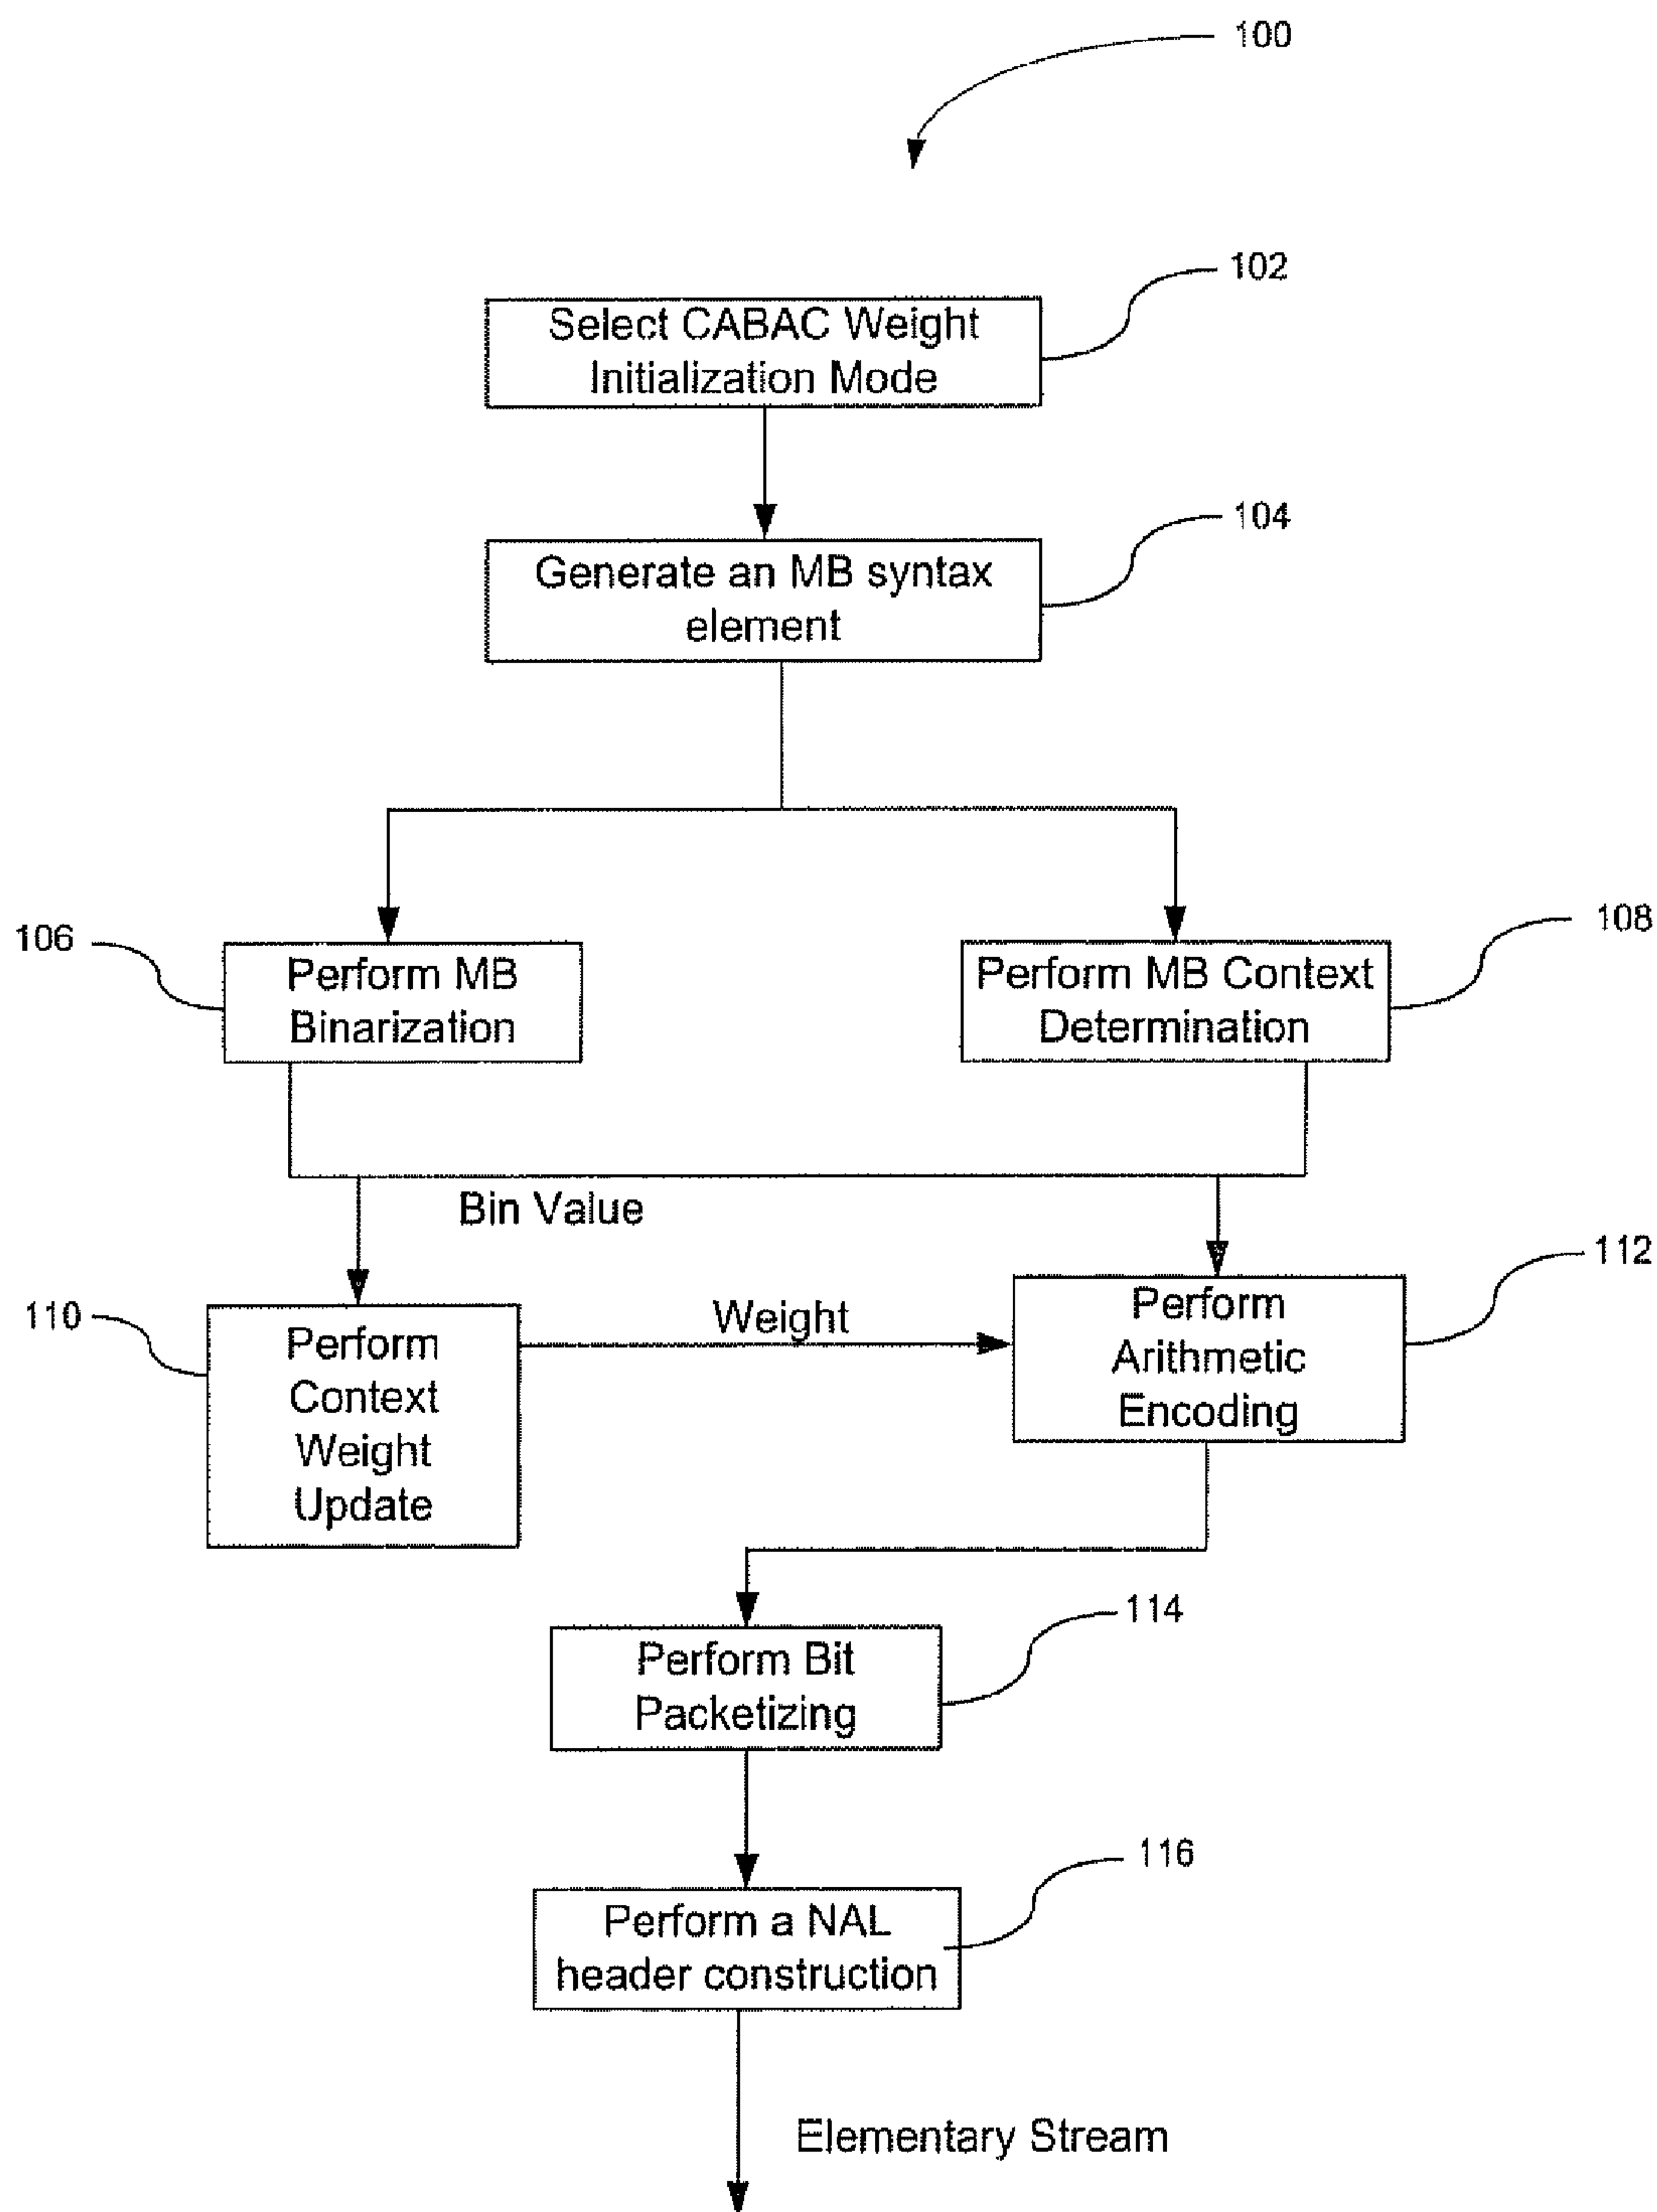 100
102
Select CABAC Weight
Initialization Mode
104
Generate an MB syntax
element
106
Perform MB
Binarization
108
Perform MB Context
Determination
Bin Value
110
Perform
Context
Weight
Update
Weight
112
Perform
Arithmetic
Encoding
114
Perform Bit
Packetizing
116
Perform a NAL
header construction
Elementary Stream